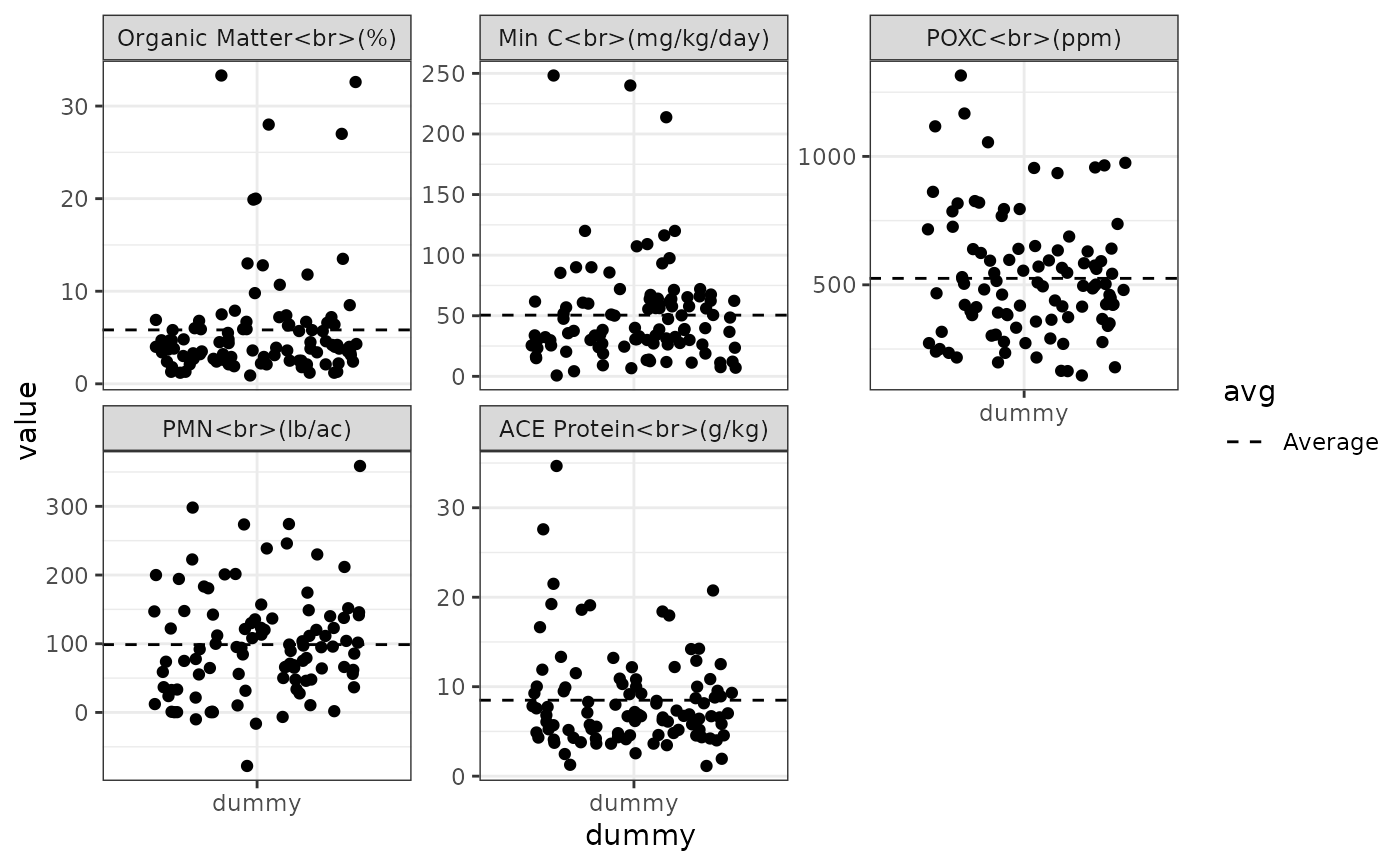 Organic Matter<br>(%)
Min C<br>(mg/kg/day)
POXC<br>(ppm)
30
20
10
0
250
200
150
100
50
0
1000
500
dummy
PMN<br>(lb/ac)
ACE Protein<br>(g/kg)
300
200
100
0
30
20
10
0
dummy
dummy
dummy
value
avg
Average